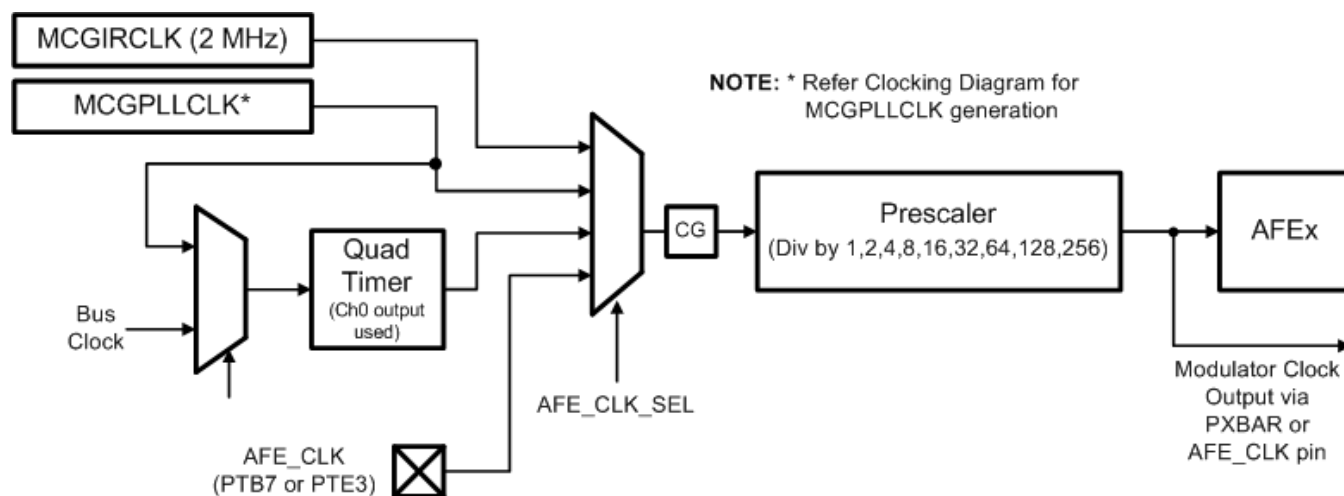 MCGIRCLK (2 MHz)
MCGPLLCLK*
NOTE: * Refer Clocking Diagram for
MCGPLLCLK generation
Prescaler
(Div by 1,2,4,8,16,32,64,128,256)
CG
AFEx
Quad
Timer
(Ch0 output
used)
Bus
Clock
AFE_CLK_SEL
Modulator Clock
Output via
PXBAR or
AFE_CLK pin
AFE_CLK
(PTB7 or PTE3)